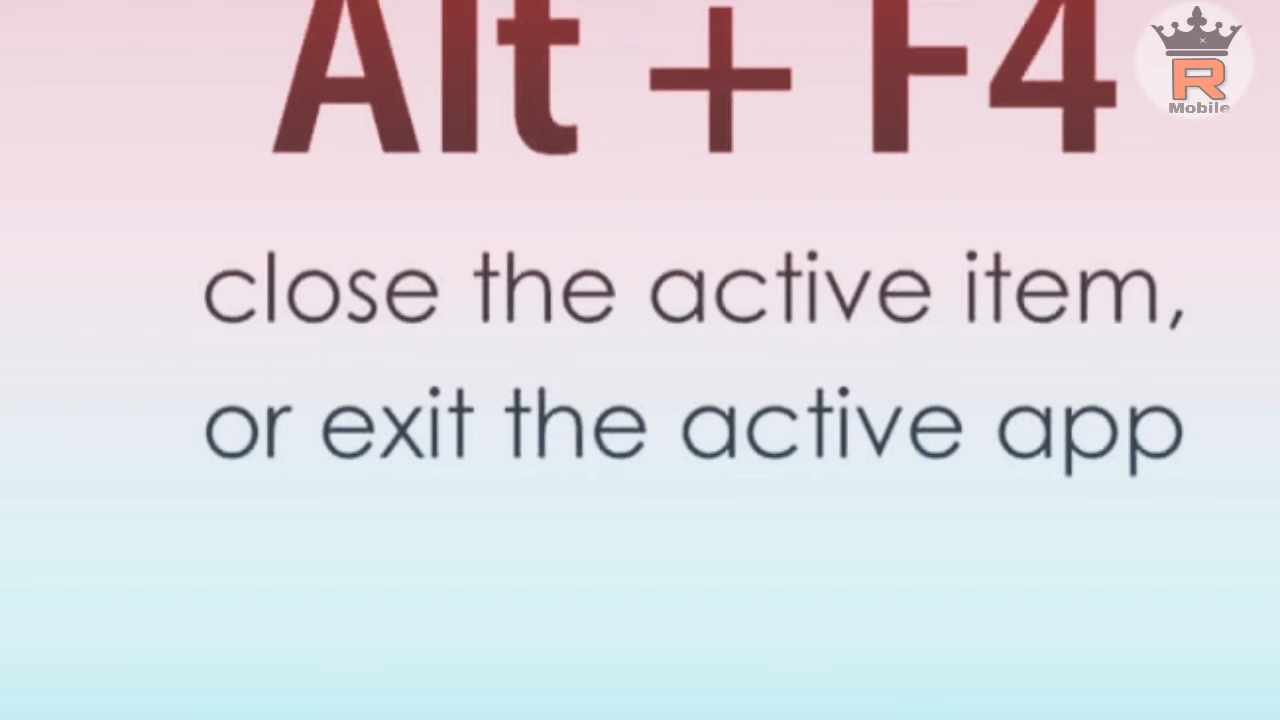 Alt + F4
R
Mobile
close the active item,
or exit the active app